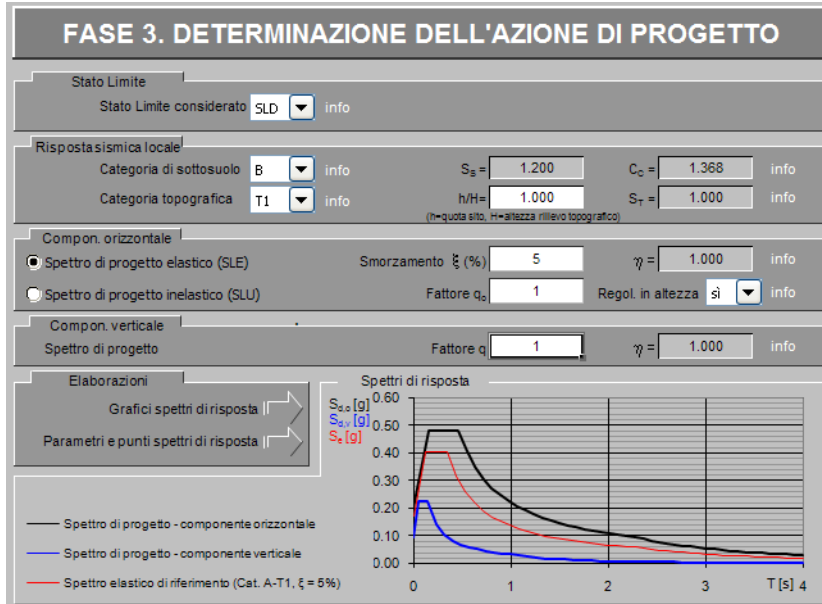 FASE 3. DETERMINAZIONE DELL'AZIONE DI PROGETTO
Stato Limite
Stato Limite considerato SLD info
Risposta sismica locale
Categoria di sottosuolo B info SS = 1.200 CC = 1.368 info
Categoria topografica T1 info h/H= 1.000 ST = 1.000 info
(h=quota sito, H=altezza rilievo topografico)
Compon. orizzontale
Spettro di progetto elastico (SLE) Smorzamento ξ (%) 5 η = 1.000 info
Spettro di progetto inelastico (SLU) Fattore qo 1 Regol. in altezza sì info
Compon. verticale
Spettro di progetto Fattore q 1 η = 1.000 info
Elaborazioni
Grafici spettri di risposta
Parametri e punti spettri di risposta
Spettri di risposta
Sd,o [g]
Sd,v [g]
Se [g]
0.60
0.50
0.40
0.30
0.20
0.10
0.00
0 1 2 3 T [s] 4
Spettro di progetto - componente orizzontale
Spettro di progetto - componente verticale
Spettro elastico di riferimento (Cat. A-T1, ξ = 5%)